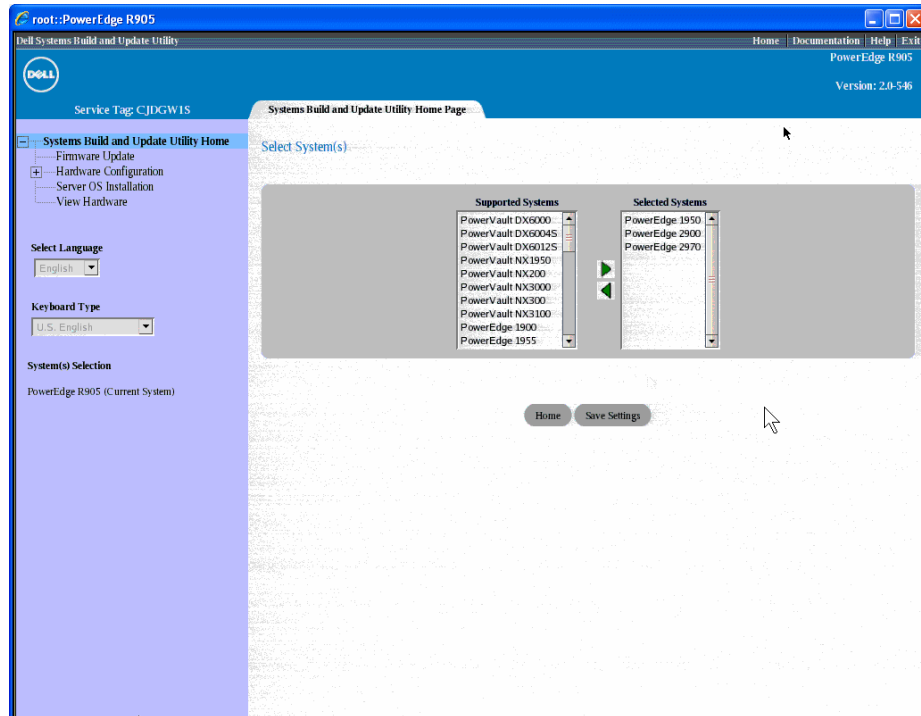 root::PowerEdge R905
Dell Systems Build and Update Utility
Home Documentation Help Exit
DELL
PowerEdge R905
Version: 2.0-546
Service Tag: CJDGW1S
Systems Build and Update Utility Home Page
Systems Build and Update Utility Home
Firmware Update
Hardware Configuration
Server OS Installation
View Hardware
Select Language
English
Keyboard Type
U.S. English
System(s) Selection
PowerEdge R905 (Current System)
Select System(s)
Supported Systems
PowerVault DX6000
PowerVault DX6004S
PowerVault DX6012S
PowerVault NX1950
PowerVault NX200
PowerVault NX3000
PowerVault NX300
PowerVault NX3100
PowerEdge 1900
PowerEdge 1955
Selected Systems
PowerEdge 1950
PowerEdge 2900
PowerEdge 2970
Home
Save Settings